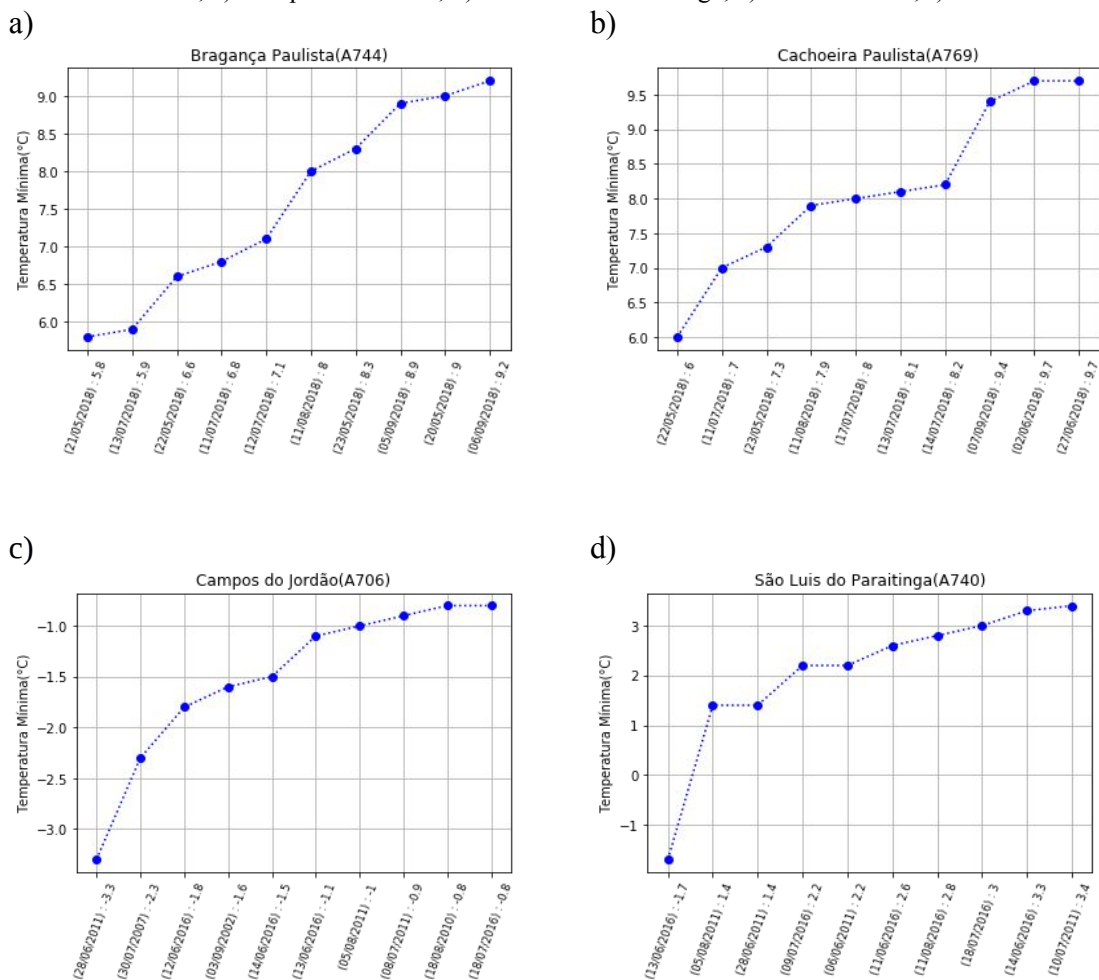 a)
b)
Bragança Paulista(A744)
Temperatura Mínima(°C)
9.0
8.5
8.0
7.5
7.0
6.5
6.0
(21/05/2018) : 5.8
(13/07/2018) : 5.9
(22/05/2018) : 6.6
(11/07/2018) : 6.8
(12/07/2018) : 7.1
(11/08/2018) : 8
(23/05/2018) : 8.3
(05/09/2018) : 8.9
(20/05/2018) : 9
(06/09/2018) : 9.2
Cachoeira Paulista(A769)
Temperatura Mínima(°C)
9.5
9.0
8.5
8.0
7.5
7.0
6.5
6.0
(22/05/2018) : 6
(11/07/2018) : 7
(23/05/2018) : 7.3
(11/08/2018) : 7.9
(17/07/2018) : 8
(13/07/2018) : 8.1
(14/07/2018) : 8.2
(07/09/2018) : 9.4
(02/06/2018) : 9.7
(27/06/2018) : 9.7
c)
d)
Campos do Jordão(A706)
Temperatura Mínima(°C)
−1.0
−1.5
−2.0
−2.5
−3.0
(28/06/2011) : -3.3
(30/07/2007) : -2.3
(12/06/2016) : -1.8
(03/09/2002) : -1.6
(14/06/2016) : -1.5
(13/06/2016) : -1.1
(05/08/2011) : -1
(08/07/2011) : -0.9
(18/08/2010) : -0.8
(18/07/2016) : -0.8
São Luis do Paraitinga(A740)
Temperatura Mínima(°C)
3
2
1
0
−1
(13/06/2016) : -1.7
(05/08/2011) : 1.4
(28/06/2011) : 1.4
(09/07/2016) : 2.2
(06/06/2011) : 2.2
(11/06/2016) : 2.6
(11/08/2016) : 2.8
(18/07/2016) : 3
(14/06/2016) : 3.3
(10/07/2011) : 3.4